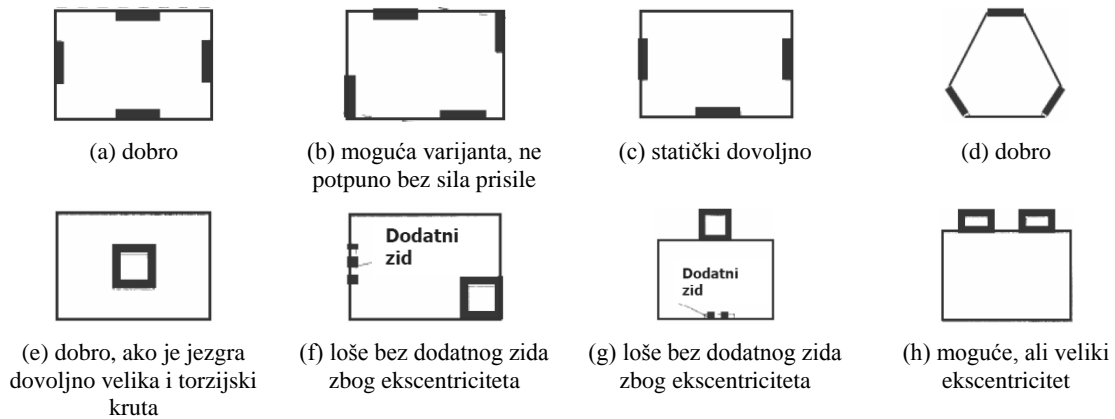 (a) dobro
(b) moguća varijanta, ne
potpuno bez sila prisile
(c) statički dovoljno
(d) dobro
Dodatni
zid
Dodatni
zid
(e) dobro, ako je jezgra
dovoljno velika i torzijski
kruta
(f) loše bez dodatnog zida
zbog ekscentriciteta
(g) loše bez dodatnog zida
zbog ekscentriciteta
(h) moguće, ali veliki
ekscentricitet